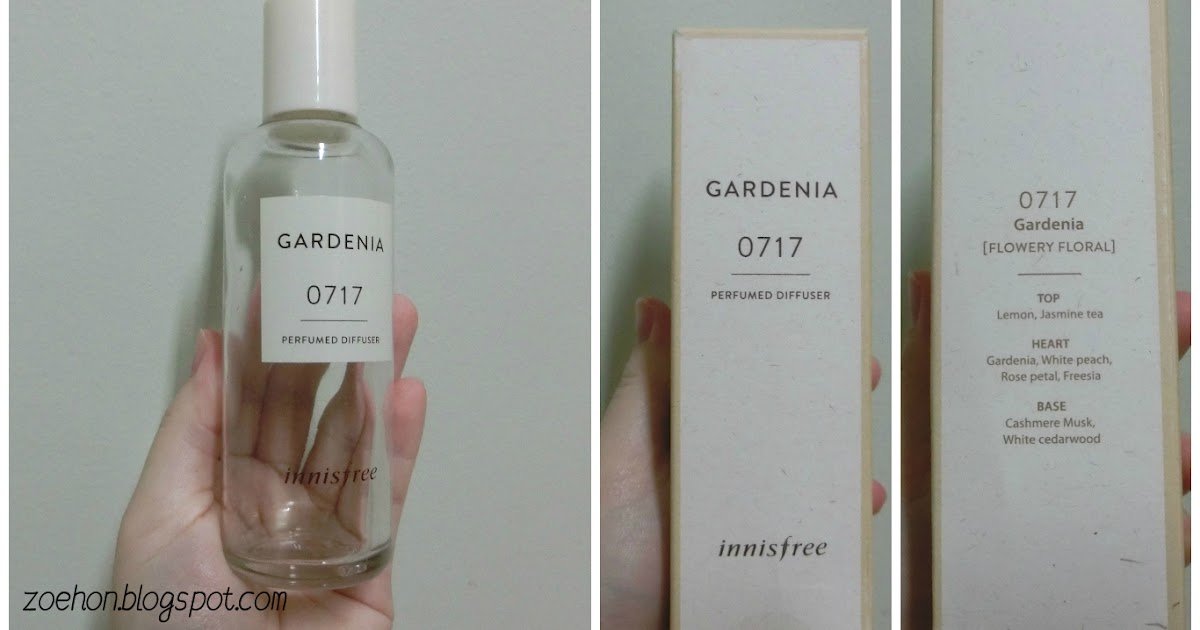 GARDENIA
0717
PERFUMED DIFFUSER
innisfree
zoehon.blogspot.com
GARDENIA
0717
PERFUMED DIFFUSER
innisfree
0717
Gardenia
[FLOWERY FLORAL]
TOP
Lemon, Jasmine tea
HEART
Gardenia, White peach,
Rose petal, Freesia
BASE
Cashmere Musk,
White cedarwood